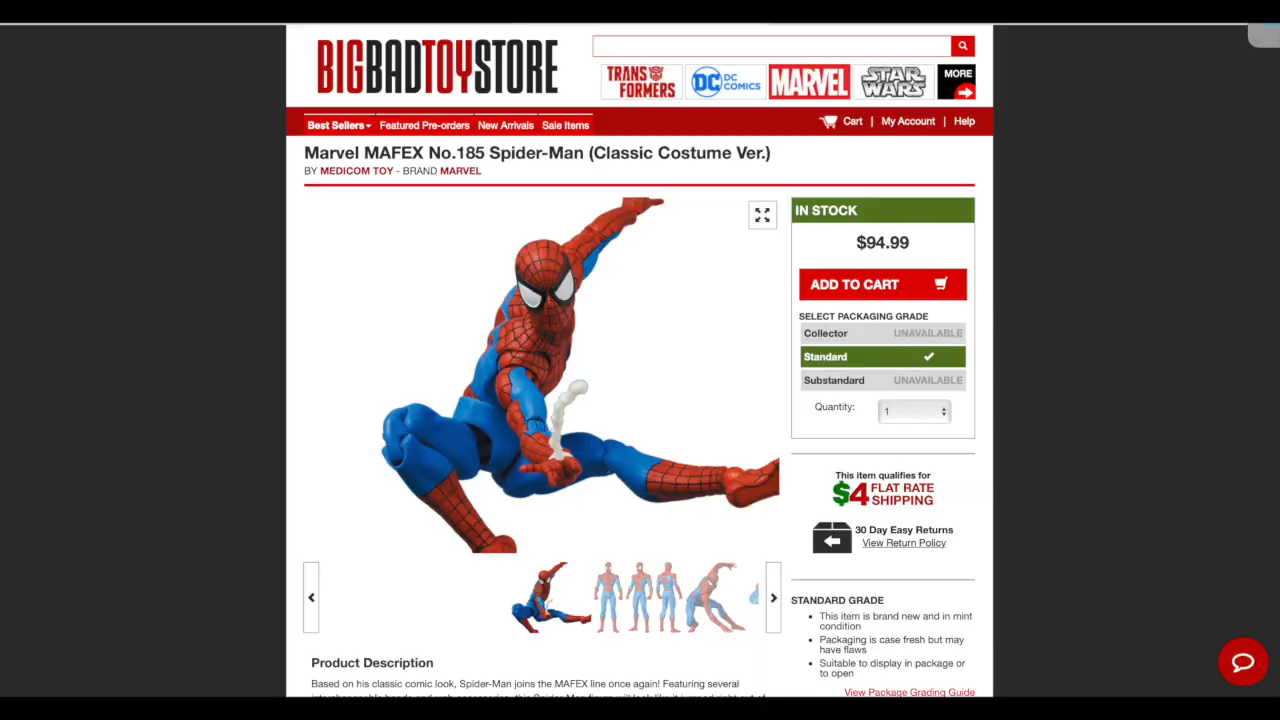 BIGBADTOYSTORE
TRANSFORMERS
DC
DC COMICS
MARVEL
STAR WARS
MORE
Best Sellers
Featured Pre-orders
New Arrivals
Sale Items
Cart | My Account | Help
Marvel MAFEX No.185 Spider-Man (Classic Costume Ver.)
BY MEDICOM TOY - BRAND MARVEL
IN STOCK
$94.99
ADD TO CART
SELECT PACKAGING GRADE
Collector UNAVAILABLE
Standard
Substandard UNAVAILABLE
Quantity: 1
This item qualifies for
$4 FLAT RATE
SHIPPING
30 Day Easy Returns
View Return Policy
STANDARD GRADE
This item is brand new and in mint
condition
Packaging is case fresh but may
have flaws
Suitable to display in package or
to open
View Package Grading Guide
Product Description
Based on his classic comic look, Spider-Man joins the MAFEX line once again! Featuring several